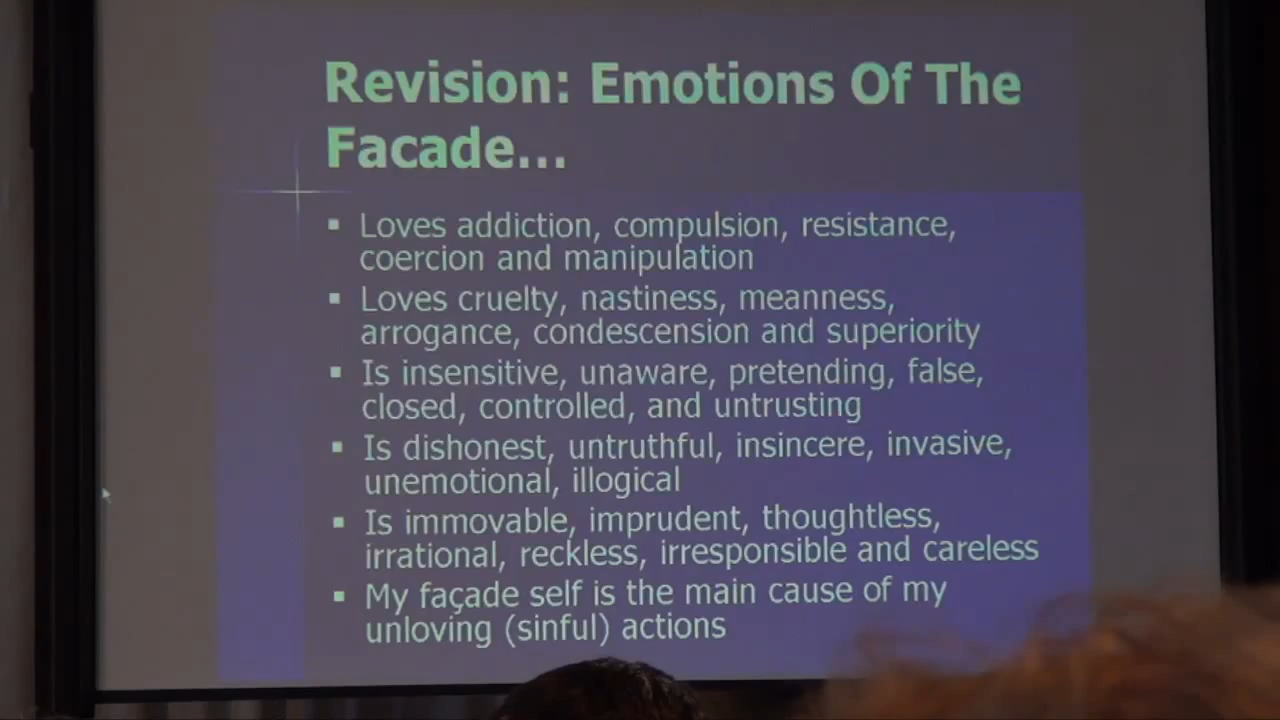 Revision: Emotions Of The
Facade...
▪ Loves addiction, compulsion, resistance,
coercion and manipulation
▪ Loves cruelty, nastiness, meanness,
arrogance, condescension and superiority
▪ Is insensitive, unaware, pretending, false,
closed, controlled, and untrusting
▪ Is dishonest, untruthful, insincere, invasive,
unemotional, illogical
▪ Is immovable, imprudent, thoughtless,
irrational, reckless, irresponsible and careless
▪ My façade self is the main cause of my
unloving (sinful) actions